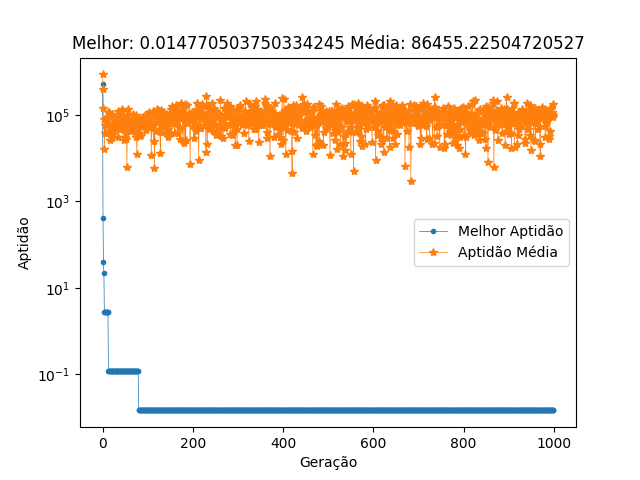 Melhor: 0.014770503750334245 Média: 86455.22504720527
Aptidão
10^5
10^3
10^1
10^-1
Melhor Aptidão
Aptidão Média
0 200 400 600 800 1000
Geração